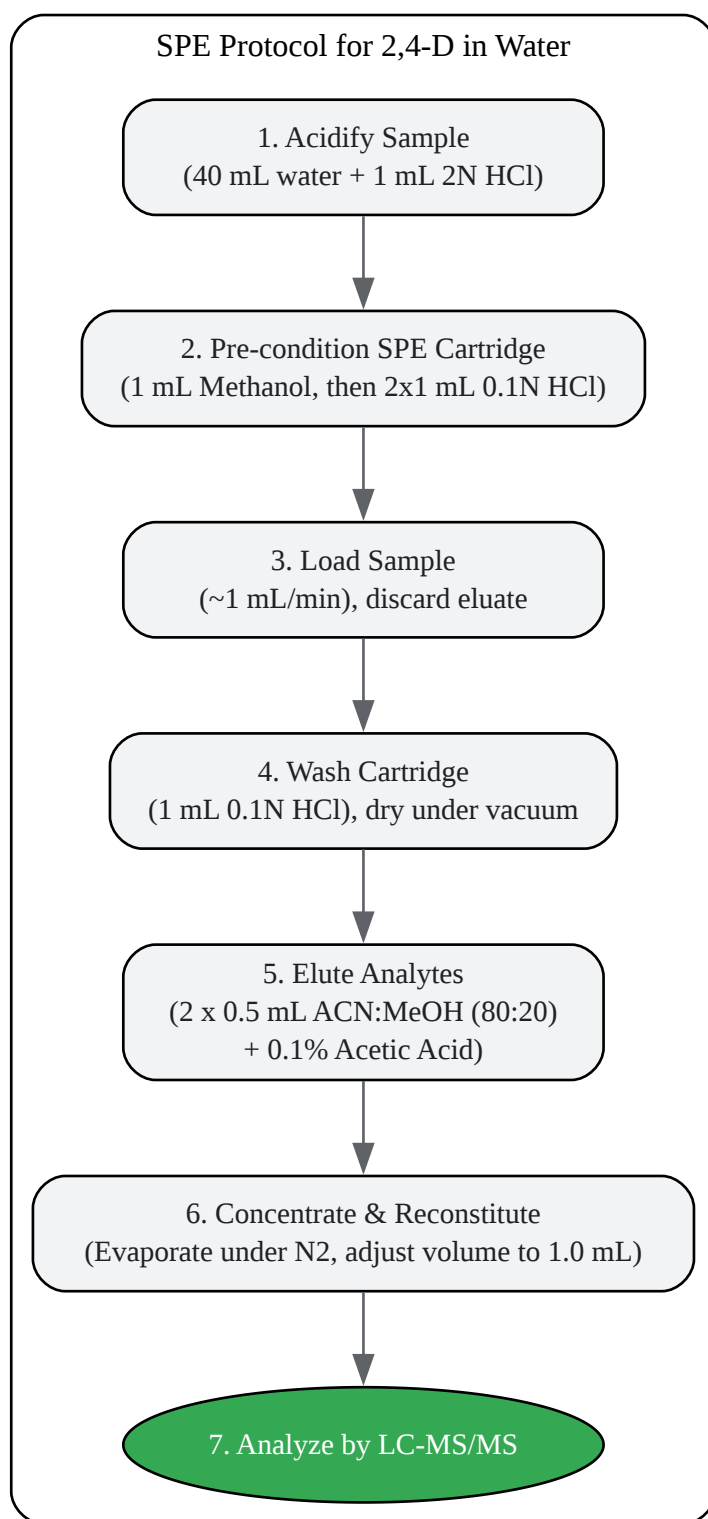 SPE Protocol for 2,4-D in Water
1. Acidify Sample
(40 mL water + 1 mL 2N HCl)
2. Pre-condition SPE Cartridge
(1 mL Methanol, then 2x1 mL 0.1N HCl)
3. Load Sample
(~1 mL/min), discard eluate
4. Wash Cartridge
(1 mL 0.1N HCl), dry under vacuum
5. Elute Analytes
(2 x 0.5 mL ACN:MeOH (80:20)
+ 0.1% Acetic Acid)
6. Concentrate & Reconstitute
(Evaporate under N2, adjust volume to 1.0 mL)
7. Analyze by LC-MS/MS